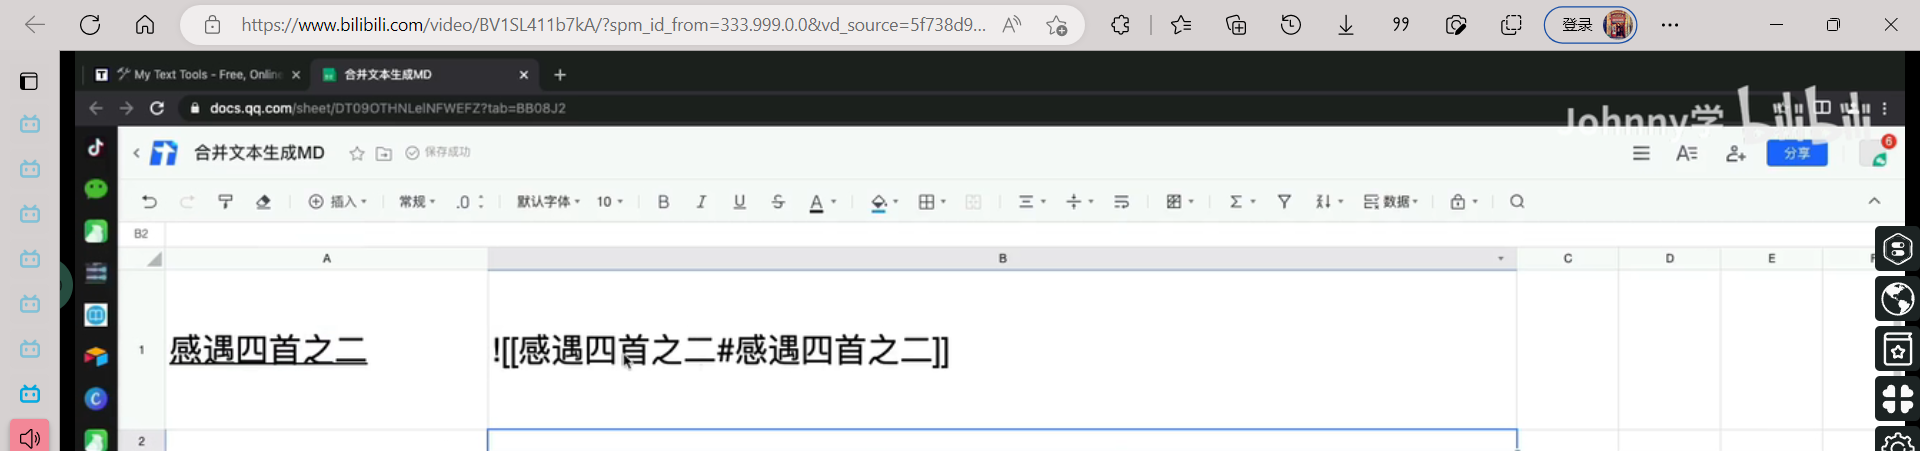 https://www.bilibili.com/video/BV1SL411b7kA/?spm_id_from=333.999.0.0&vd_source=5f738d9...
登录
My Text Tools - Free, Online
合并文本生成MD
docs.qq.com/sheet/DT09OTHNLelNFWEFZ?tab=BB08J2
Johnny学
bilibili
合并文本生成MD
保存成功
分享
6
插入
常规
.0
默认字体
10
B
I
U
S
A
数据
B2
A
B
C
D
E
F
1
感遇四首之二
![[感遇四首之二#感遇四首之二]]
2